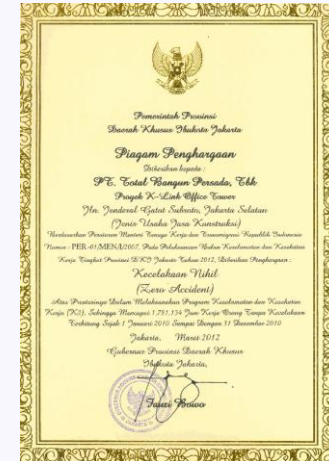 Pemerintah Provinsi
Daerah Khusus Ibukota Jakarta
Piagam Penghargaan
Diberikan kepada :
PT. Total Bangun Persada, Tbk
Proyek K-Link Office Tower
Jln. Jenderal Gatot Subroto, Jakarta Selatan
(Jenis Usaha Jasa Konstruksi)
Berdasarkan Peraturan Menteri Tenaga Kerja dan Transmigrasi Republik Indonesia
Nomor : PER-01/MEN/I/2007, Pada Pelaksanaan Bulan Keselamatan dan Kesehatan
Kerja Tingkat Provinsi DKI Jakarta Tahun 2012, Diberikan Penghargaan :
Kecelakaan Nihil
(Zero Accident)
Atas Prestasinya Dalam Melaksanakan Program Keselamatan dan Kesehatan
Kerja (K3), Sehingga Mencapai 1,791,134 Jam Kerja Orang Tanpa Kecelakaan
Terhitung Sejak 1 Januari 2010 Sampai Dengan 31 Desember 2010
Jakarta, Maret 2012
Gubernur Provinsi Daerah Khusus
Ibukota Jakarta,
Fauzi Bowo